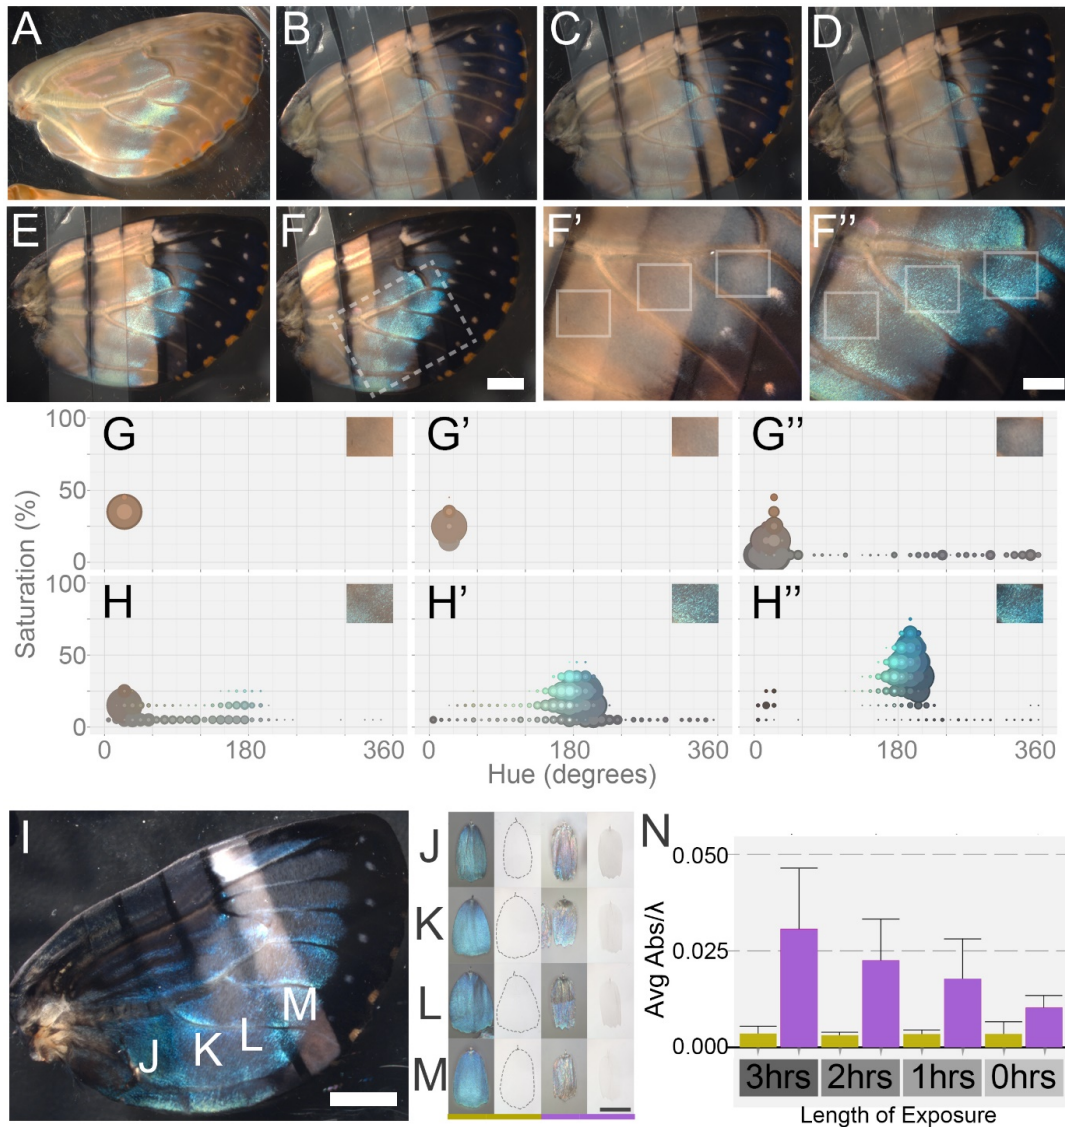 A B C D
E F F' F''
100 G G' G''
50
0
100 H H' H''
50
0
Saturation (%)
0 180 360 0 180 360 0 180 360
Hue (degrees)
I
J
K
L
M
J
K
L
M
N
0.050
0.025
0.000
Avg Abs/λ
3hrs 2hrs 1hrs 0hrs
Length of Exposure